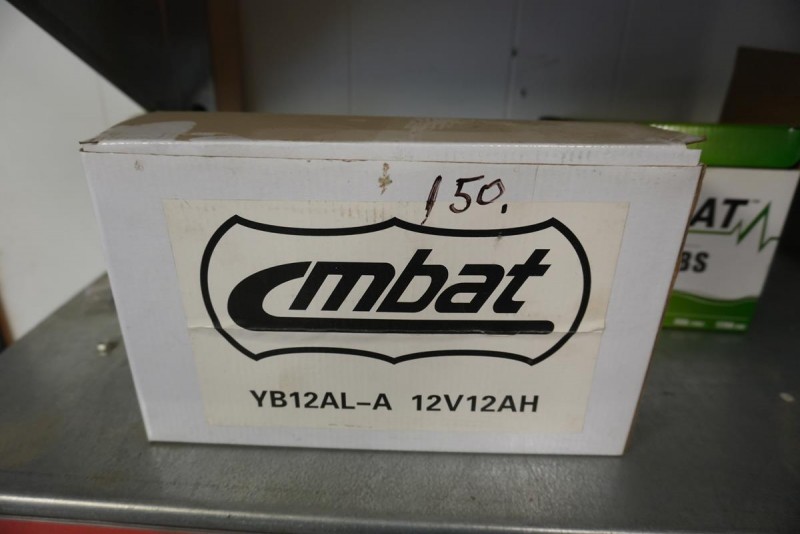 150.
Cmbat
YB12AL-A 12V12AH
AT
BS